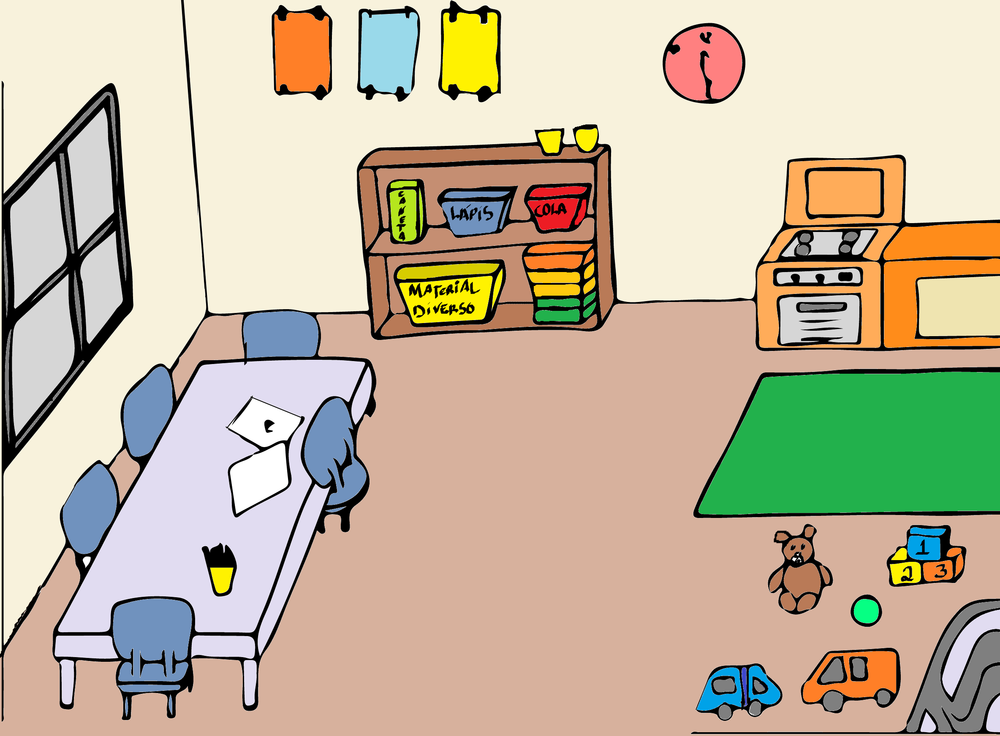 CANETA
LÁPIS
COLA
MATERIAL
DIVERSO
1
2
3